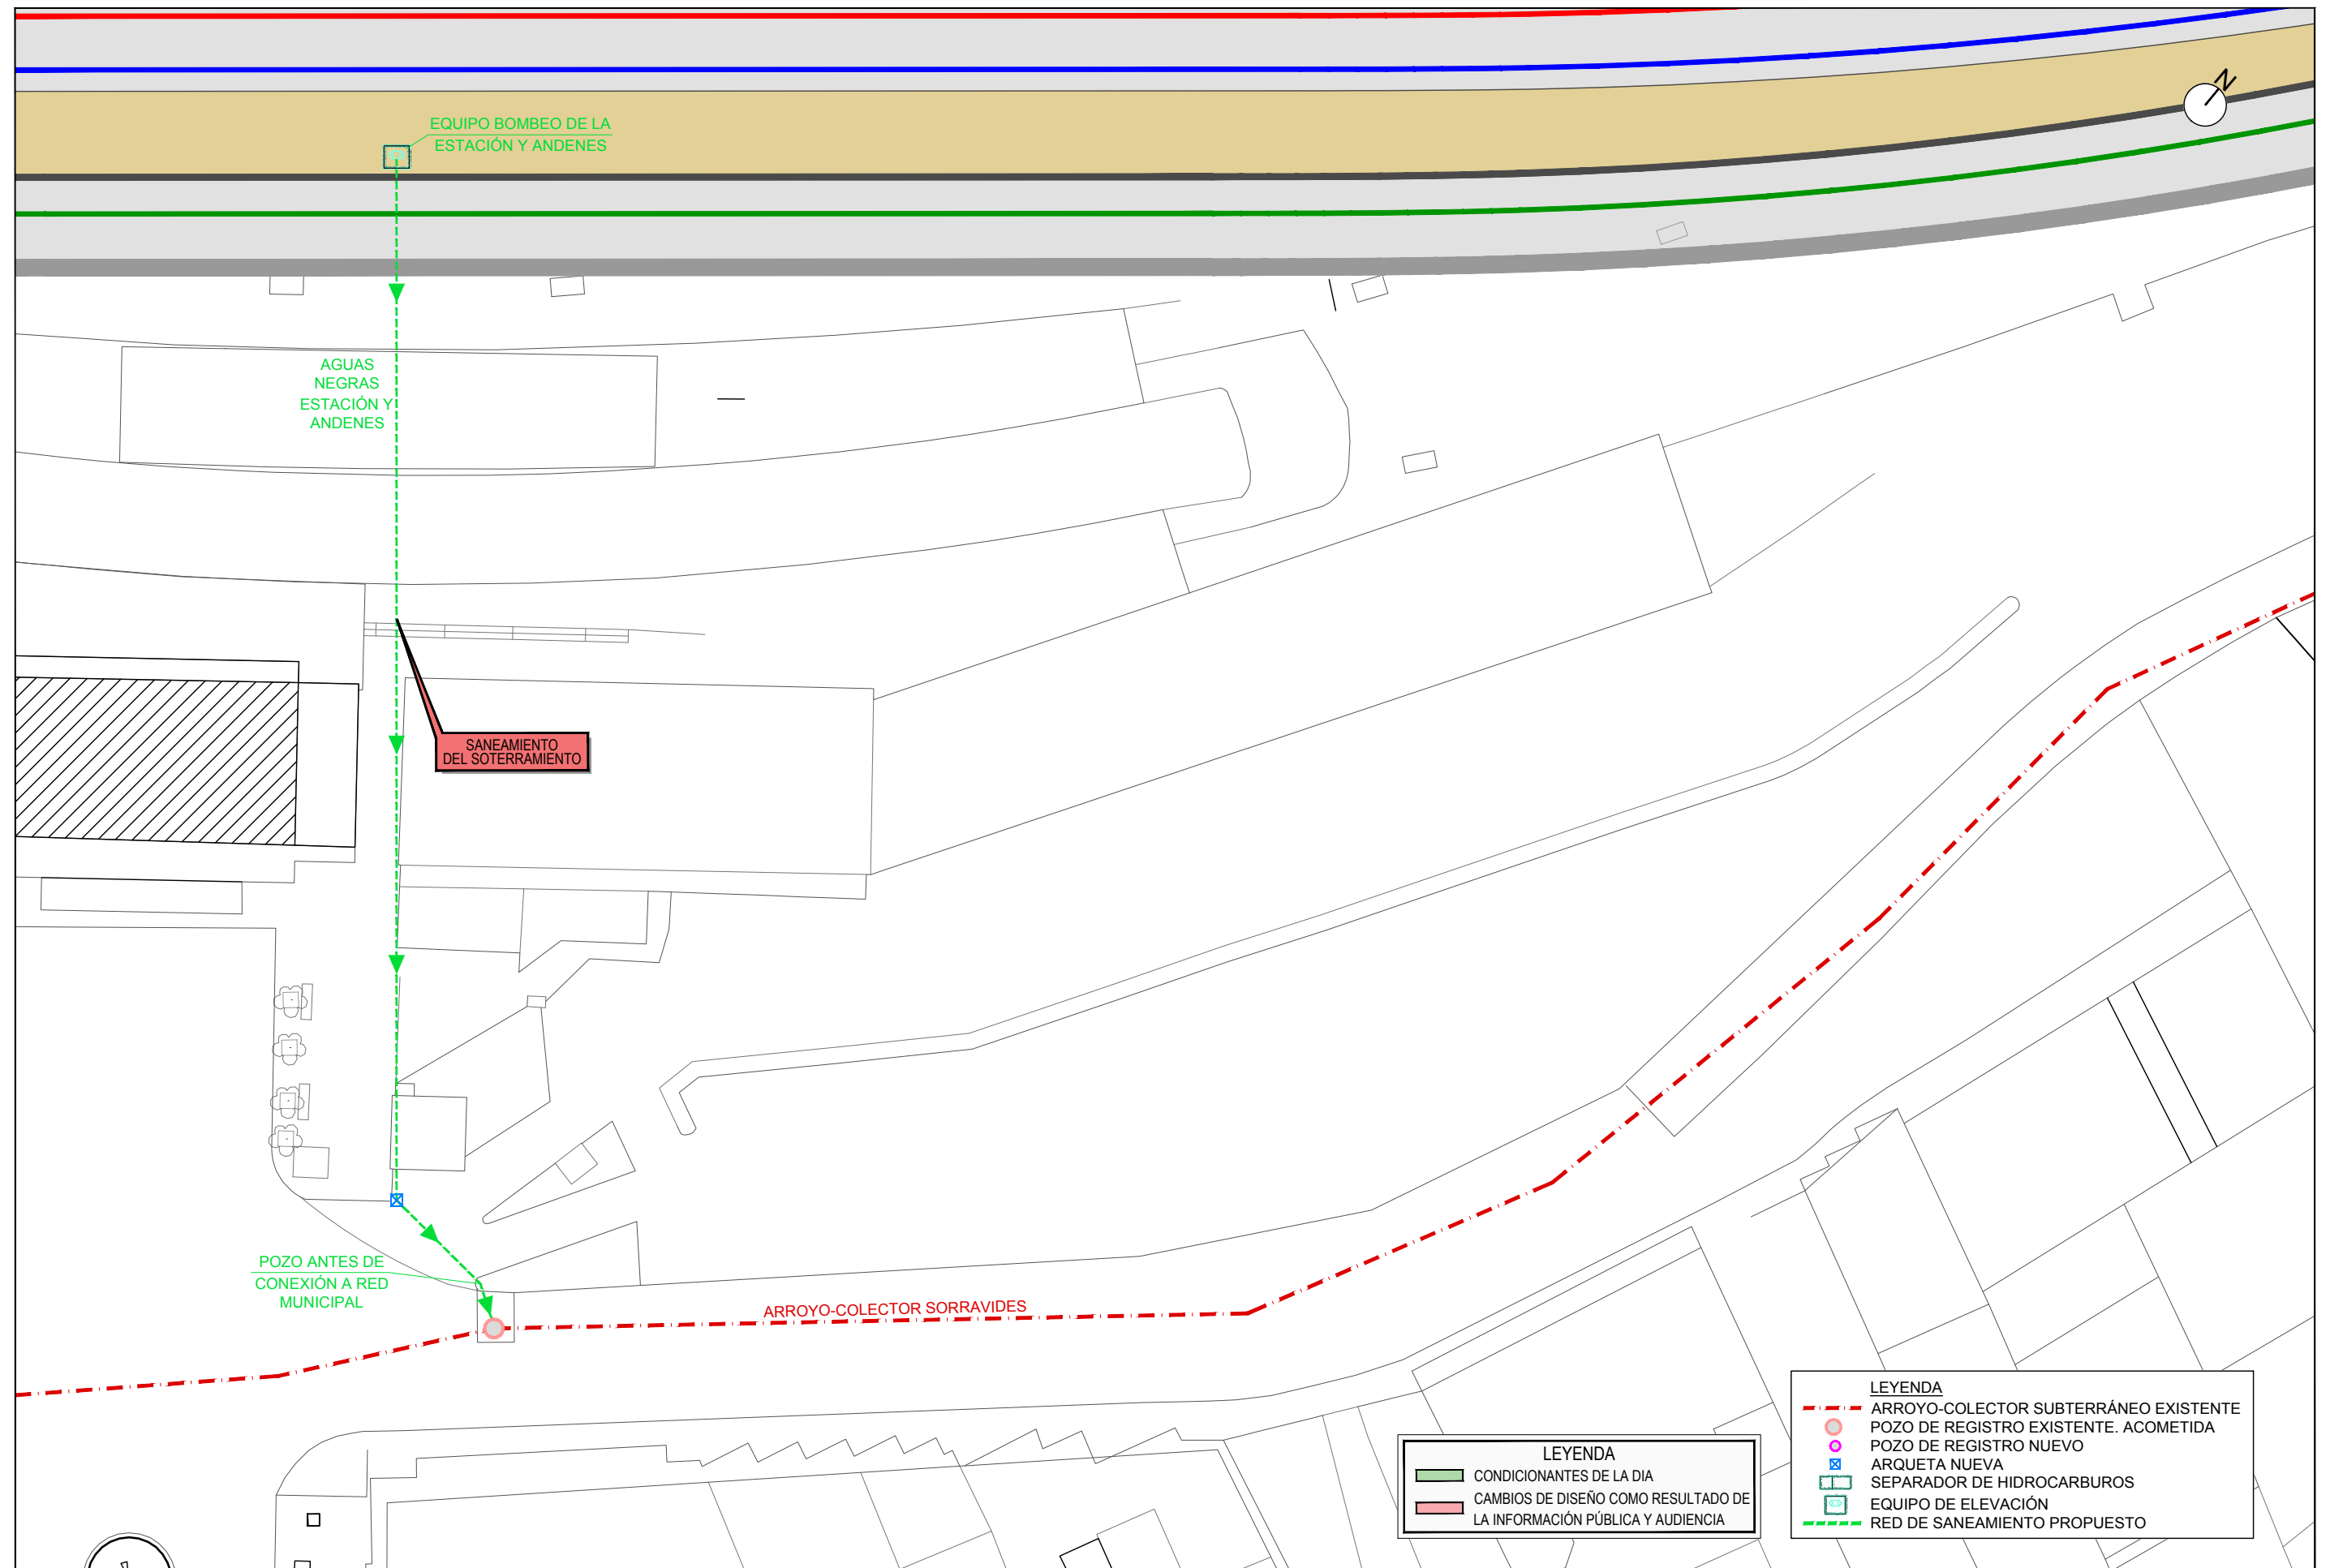 N
EQUIPO BOMBEO DE LA
ESTACIÓN Y ANDENES
AGUAS
NEGRAS
ESTACIÓN Y
ANDENES
SANEAMIENTO
DEL SOTERRAMIENTO
POZO ANTES DE
CONEXIÓN A RED
MUNICIPAL
ARROYO-COLECTOR SORRAVIDES
LEYENDA
CONDICIONANTES DE LA DIA
CAMBIOS DE DISEÑO COMO RESULTADO DE
LA INFORMACIÓN PÚBLICA Y AUDIENCIA
LEYENDA
ARROYO-COLECTOR SUBTERRÁNEO EXISTENTE
POZO DE REGISTRO EXISTENTE. ACOMETIDA
POZO DE REGISTRO NUEVO
ARQUETA NUEVA
SEPARADOR DE HIDROCARBUROS
EQUIPO DE ELEVACIÓN
RED DE SANEAMIENTO PROPUESTO